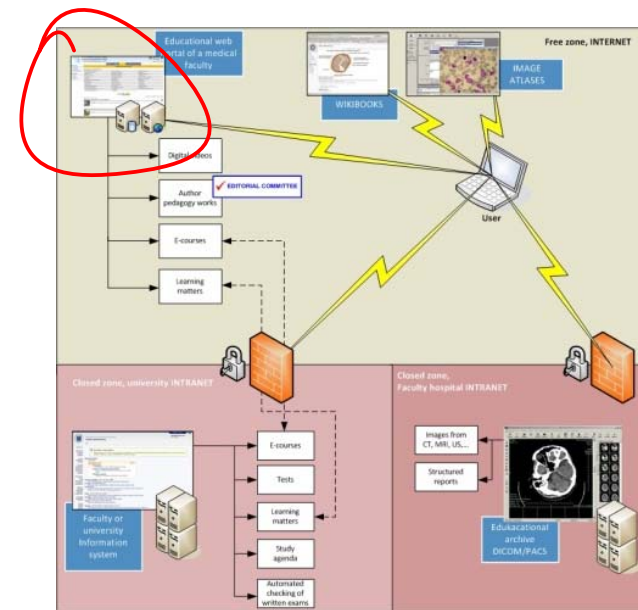 Educational web
portal of a medical
faculty
Free zone, INTERNET
WIKIBOOKS
IMAGE
ATLASES
Digital videos
Author
pedagogy works
EDITORIAL COMMITTEE
E-courses
Learning
matters
User
Closed zone, university INTRANET
Closed zone,
Faculty hospital INTRANET
E-courses
Tests
Learning
matters
Study
agenda
Automated
checking of
written exams
Faculty or
university
Information
system
Images from
CT, MRI, US,...
Structured
reports
Edukacational
archive
DICOM/PACS